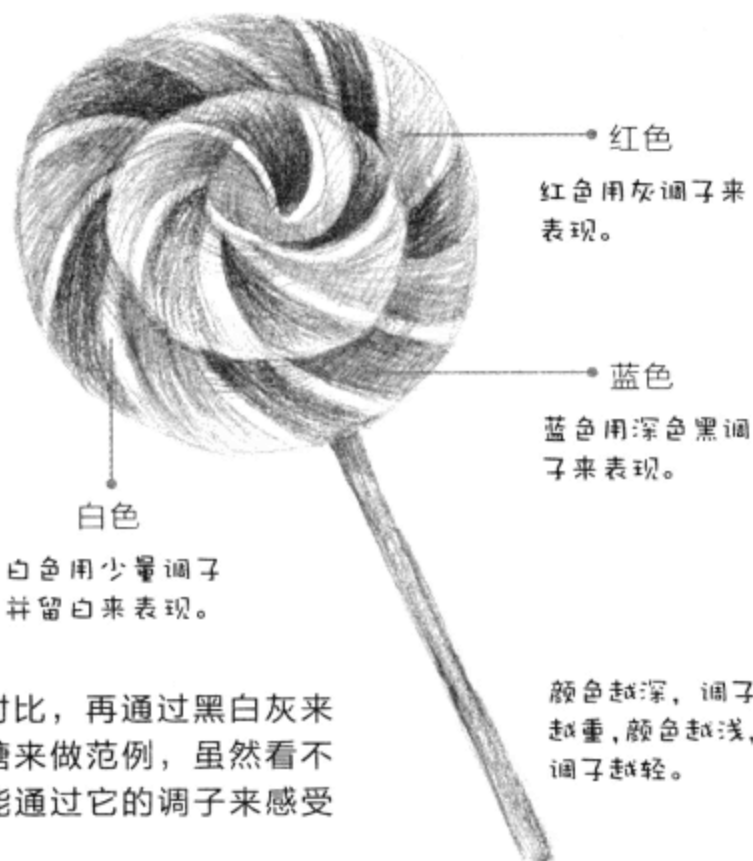 红色
红色用灰调子来
表现。
蓝色
蓝色用深色黑调
子来表现。
白色
白色用少量调子
并留白来表现。
对比，再通过黑白灰来
糖来做范例，虽然看不
能通过它的调子来感受
颜色越深，调子
越重，颜色越浅，
调子越轻。